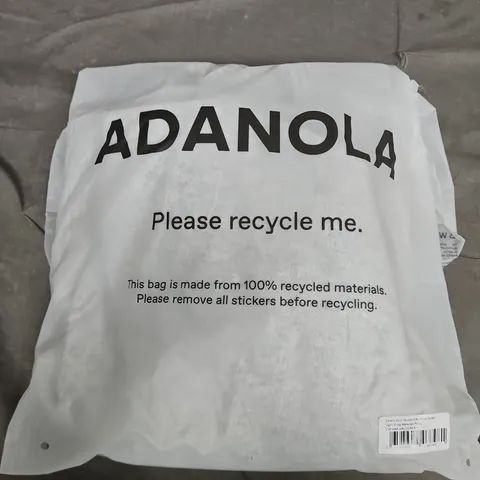 ADANOLA
Please recycle me.
This bag is made from 100% recycled materials.
Please remove all stickers before recycling.